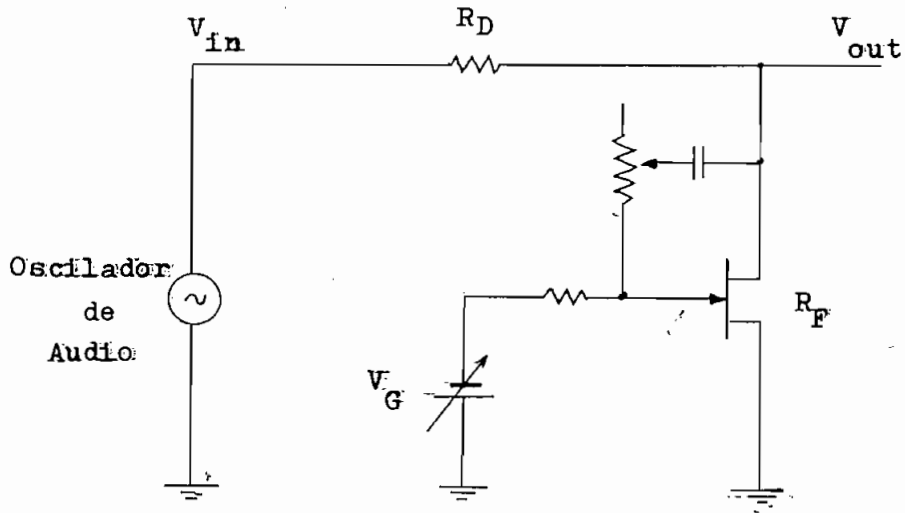 V_in
R_D
V_out
Oscilador
de
Audio
R_F
V_G